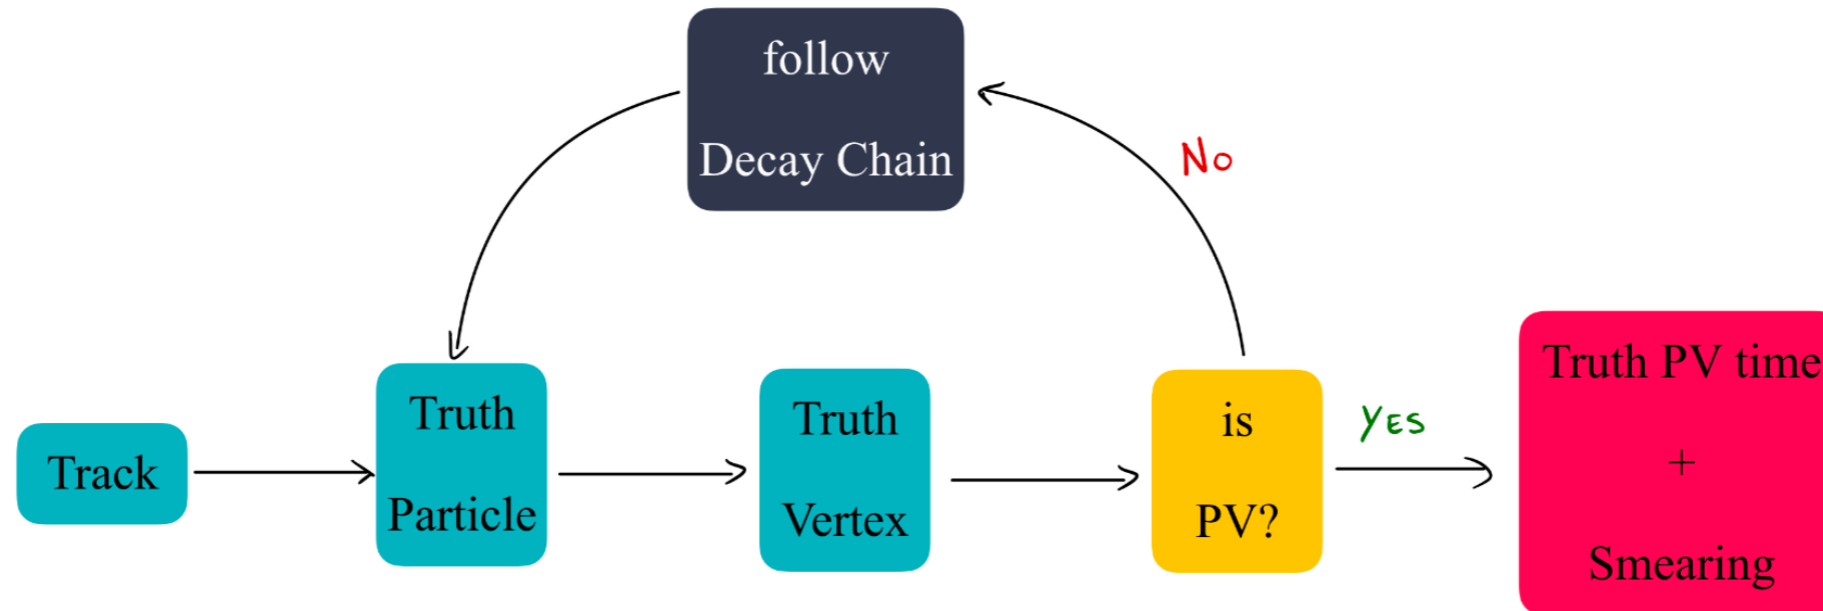 follow
Decay Chain
No
Track
Truth
Particle
Truth
Vertex
is
PV?
YES
Truth PV time
+
Smearing